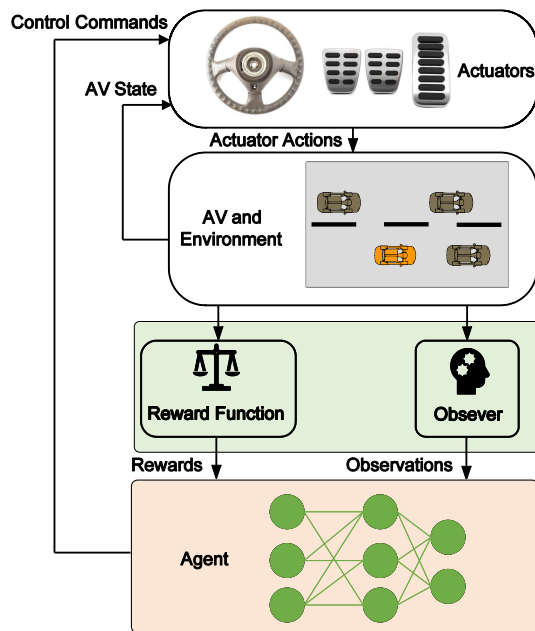 Control Commands
Actuators
AV State
Actuator Actions
AV and
Environment
Reward Function
Obsever
Rewards
Observations
Agent